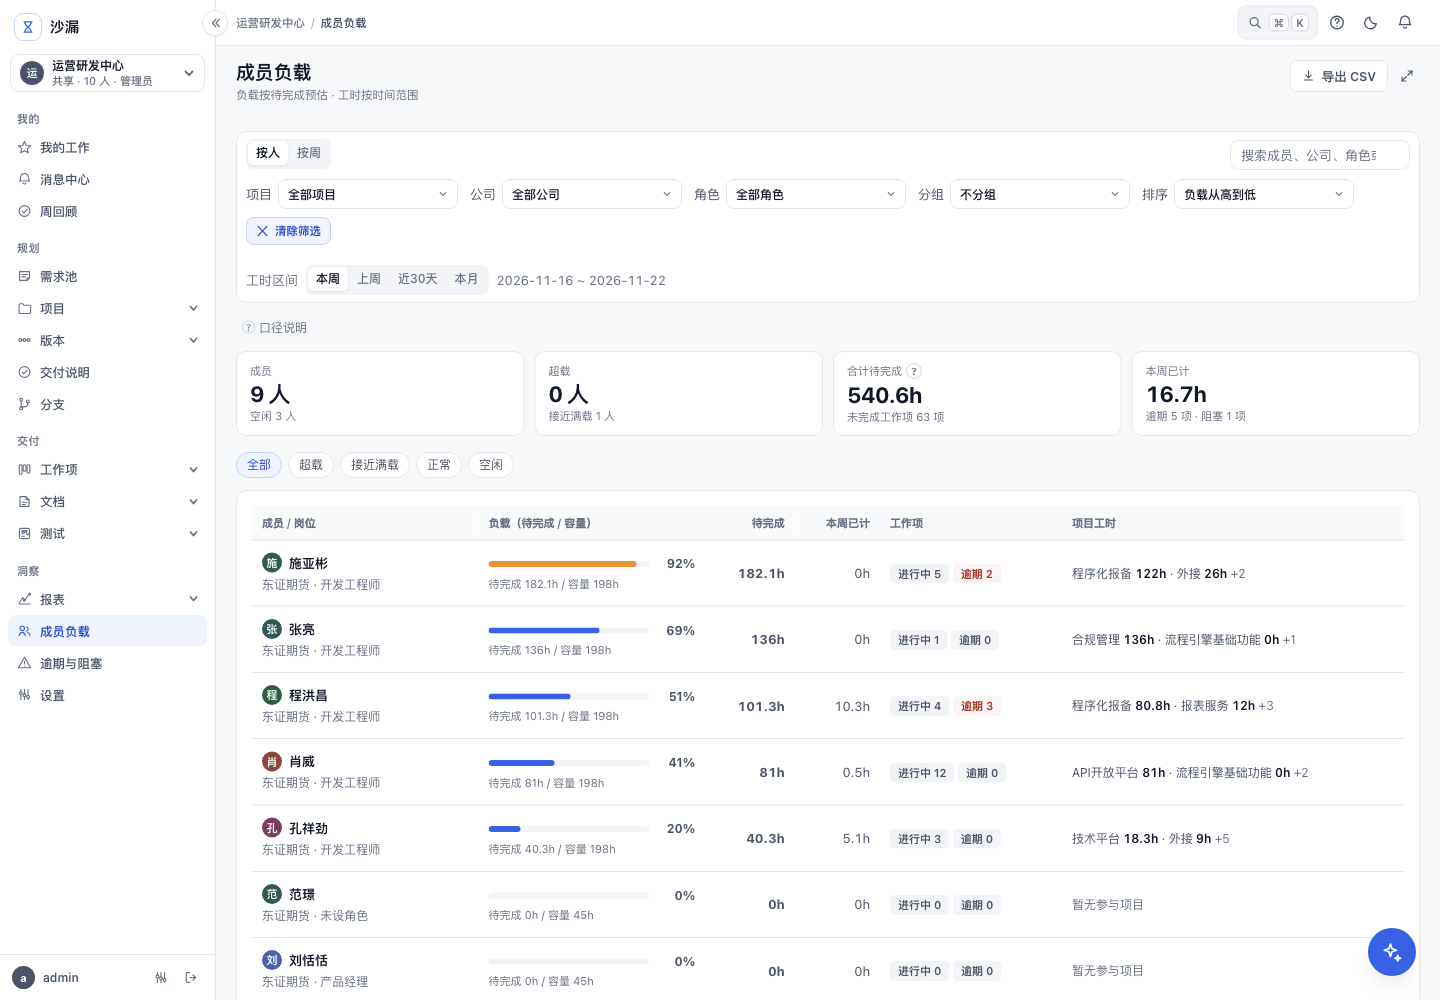 沙漏
运营研发中心 / 成员负载
⌘ K
运
运营研发中心
共享 · 10 人 · 管理员
我的
我的工作
消息中心
周回顾
规划
需求池
项目
版本
交付说明
分支
交付
工作项
文档
测试
洞察
报表
成员负载
逾期与阻塞
设置
a admin
成员负载
负载按待完成预估 · 工时按时间范围
导出 CSV
按人 按周
搜索成员、公司、角色
项目 全部项目 公司 全部公司 角色 全部角色 分组 不分组 排序 负载从高到低
清除筛选
工时区间 本周 上周 近30天 本月 2026-11-16 ~ 2026-11-22
? 口径说明
成员
9 人
空闲 3 人
超载
0 人
接近满载 1 人
合计待完成 ?
540.6h
未完成工作项 63 项
本周已计
16.7h
逾期 5 项 · 阻塞 1 项
全部 超载 接近满载 正常 空闲
成员 / 岗位 负载（待完成 / 容量） 待完成 本周已计 工作项 项目工时
施 施亚彬 92%
东证期货 · 开发工程师 待完成 182.1h / 容量 198h 182.1h 0h 进行中 5 逾期 2 程序化报备 122h · 外接 26h +2
张 张亮 69%
东证期货 · 开发工程师 待完成 136h / 容量 198h 136h 0h 进行中 1 逾期 0 合规管理 136h · 流程引擎基础功能 0h +1
程 程洪昌 51%
东证期货 · 开发工程师 待完成 101.3h / 容量 198h 101.3h 10.3h 进行中 4 逾期 3 程序化报备 80.8h · 报表服务 12h +3
肖 肖威 41%
东证期货 · 开发工程师 待完成 81h / 容量 198h 81h 0.5h 进行中 12 逾期 0 API开放平台 81h · 流程引擎基础功能 0h +2
孔 孔祥劲 20%
东证期货 · 开发工程师 待完成 40.3h / 容量 198h 40.3h 5.1h 进行中 3 逾期 0 技术平台 18.3h · 外接 9h +5
范 范璟 0%
东证期货 · 未设角色 待完成 0h / 容量 45h 0h 0h 进行中 0 逾期 0 暂无参与项目
刘 刘恬恬 0%
东证期货 · 产品经理 待完成 0h / 容量 45h 0h 0h 进行中 0 逾期 0 暂无参与项目